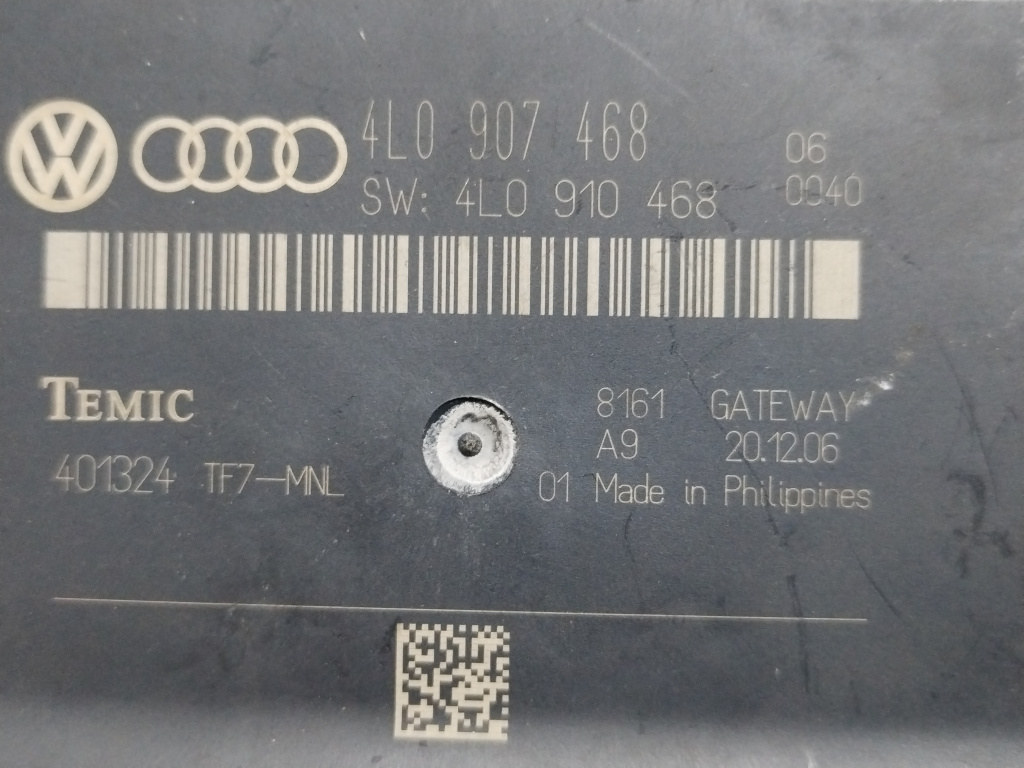 4L0 907 468 06
SW: 4L0 910 468 0040
TEMIC
8161 GATEWAY
A9 20.12.06
401324 TF7-MNL
01 Made in Philippines